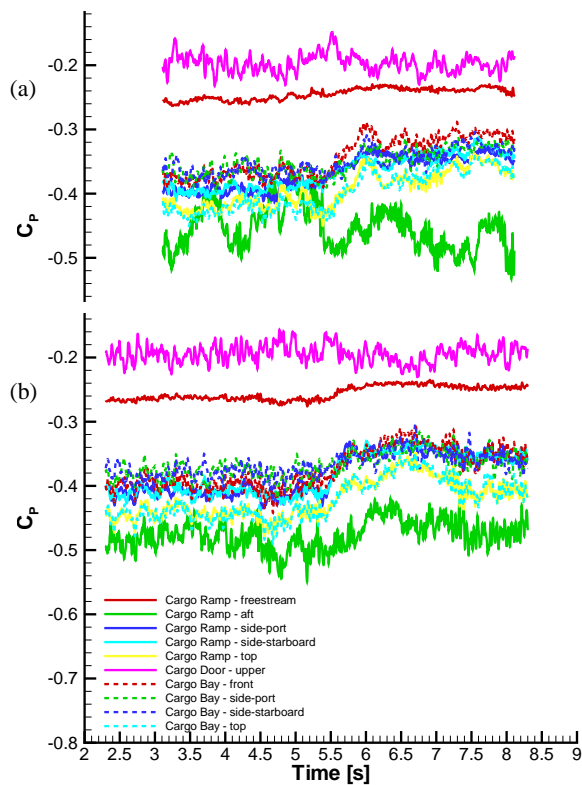 -0.2
(a)
-0.3
-0.4
C_P
-0.5
-0.2
(b)
-0.3
-0.4
C_P
-0.5
Cargo Ramp - freestream
-0.6
Cargo Ramp - aft
Cargo Ramp - side-port
Cargo Ramp - side-starboard
Cargo Ramp - top
-0.7
Cargo Door - upper
Cargo Bay - front
Cargo Bay - side-port
Cargo Bay - side-starboard
Cargo Bay - top
-0.8
2 2.5 3 3.5 4 4.5 5 5.5 6 6.5 7 7.5 8 8.5 9
Time [s]